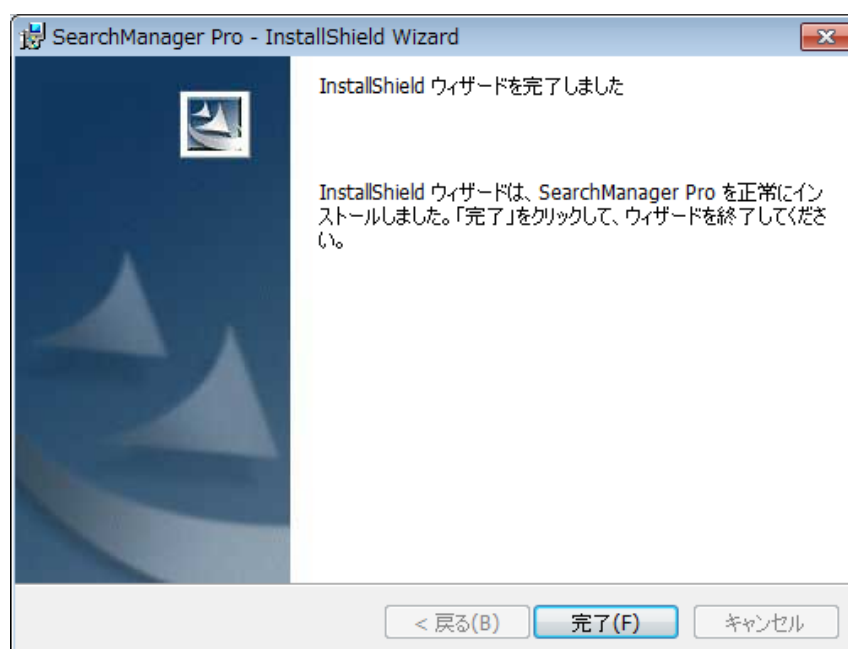 SearchManager Pro - InstallShield Wizard
InstallShield ウィザードを完了しました
InstallShield ウィザードは、SearchManager Pro を正常にイン
ストールしました。「完了」をクリックして、ウィザードを終了してくださ
い。
< 戻る(B)
完了(F)
キャンセル